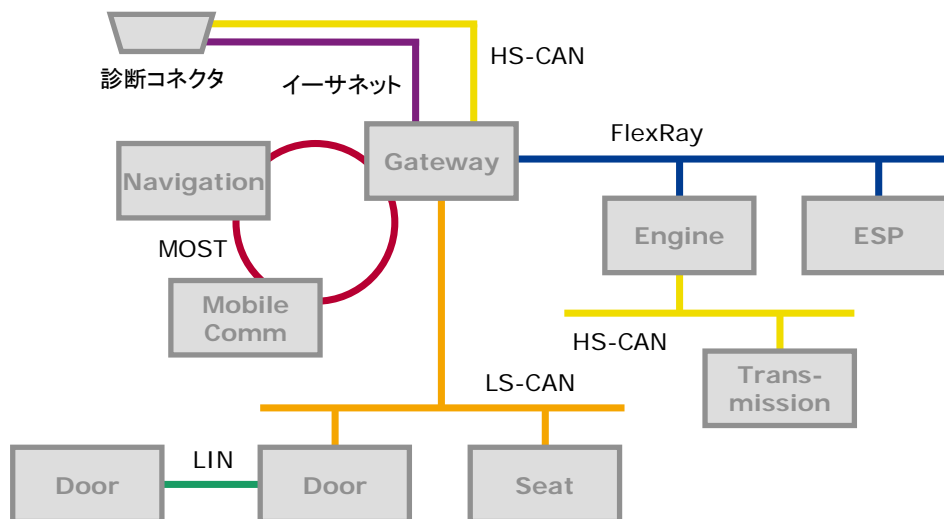 HS-CAN
診断コネクタ
イーサネット
FlexRay
Gateway
Navigation
Engine
ESP
MOST
Mobile
Comm
HS-CAN
Trans-
mission
LS-CAN
LIN
Door
Door
Seat